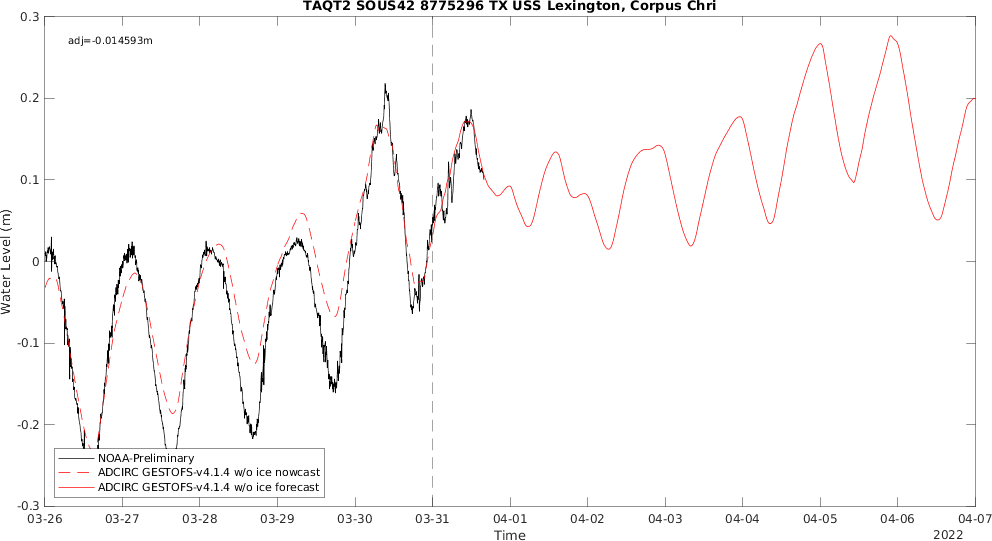 TAQT2 SOUS42 8775296 TX USS Lexington, Corpus Chri
adj=-0.014593m
0.3
0.2
0.1
0
-0.1
-0.2
-0.3
Water Level (m)
NOAA-Preliminary
ADCIRC GESTOFS-v4.1.4 w/o ice nowcast
ADCIRC GESTOFS-v4.1.4 w/o ice forecast
03-26 03-27 03-28 03-29 03-30 03-31 04-01 04-02 04-03 04-04 04-05 04-06 04-07
Time
2022